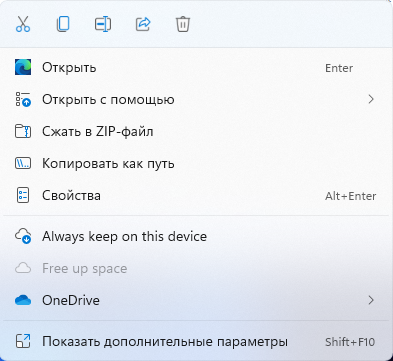 Открыть Enter
Открыть с помощью
Сжать в ZIP-файл
Копировать как путь
Свойства Alt+Enter
Always keep on this device
Free up space
OneDrive
Показать дополнительные параметры Shift+F10